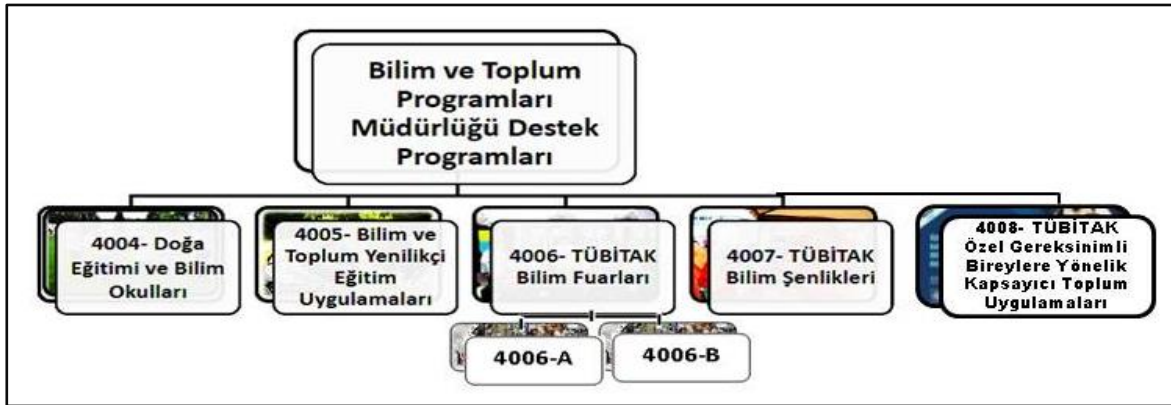 Bilim ve Toplum
Programları
Müdürlüğü Destek
Programları
4004- Doğa
Eğitimi ve Bilim
Okulları
4005- Bilim ve
Toplum Yenilikçi
Eğitim
Uygulamaları
4006- TÜBİTAK
Bilim Fuarları
4007- TÜBİTAK
Bilim Şenlikleri
4008- TÜBİTAK
Özel Gereksinimli
Bireylere Yönelik
Kapsayıcı Toplum
Uygulamaları
4006-A
4006-B